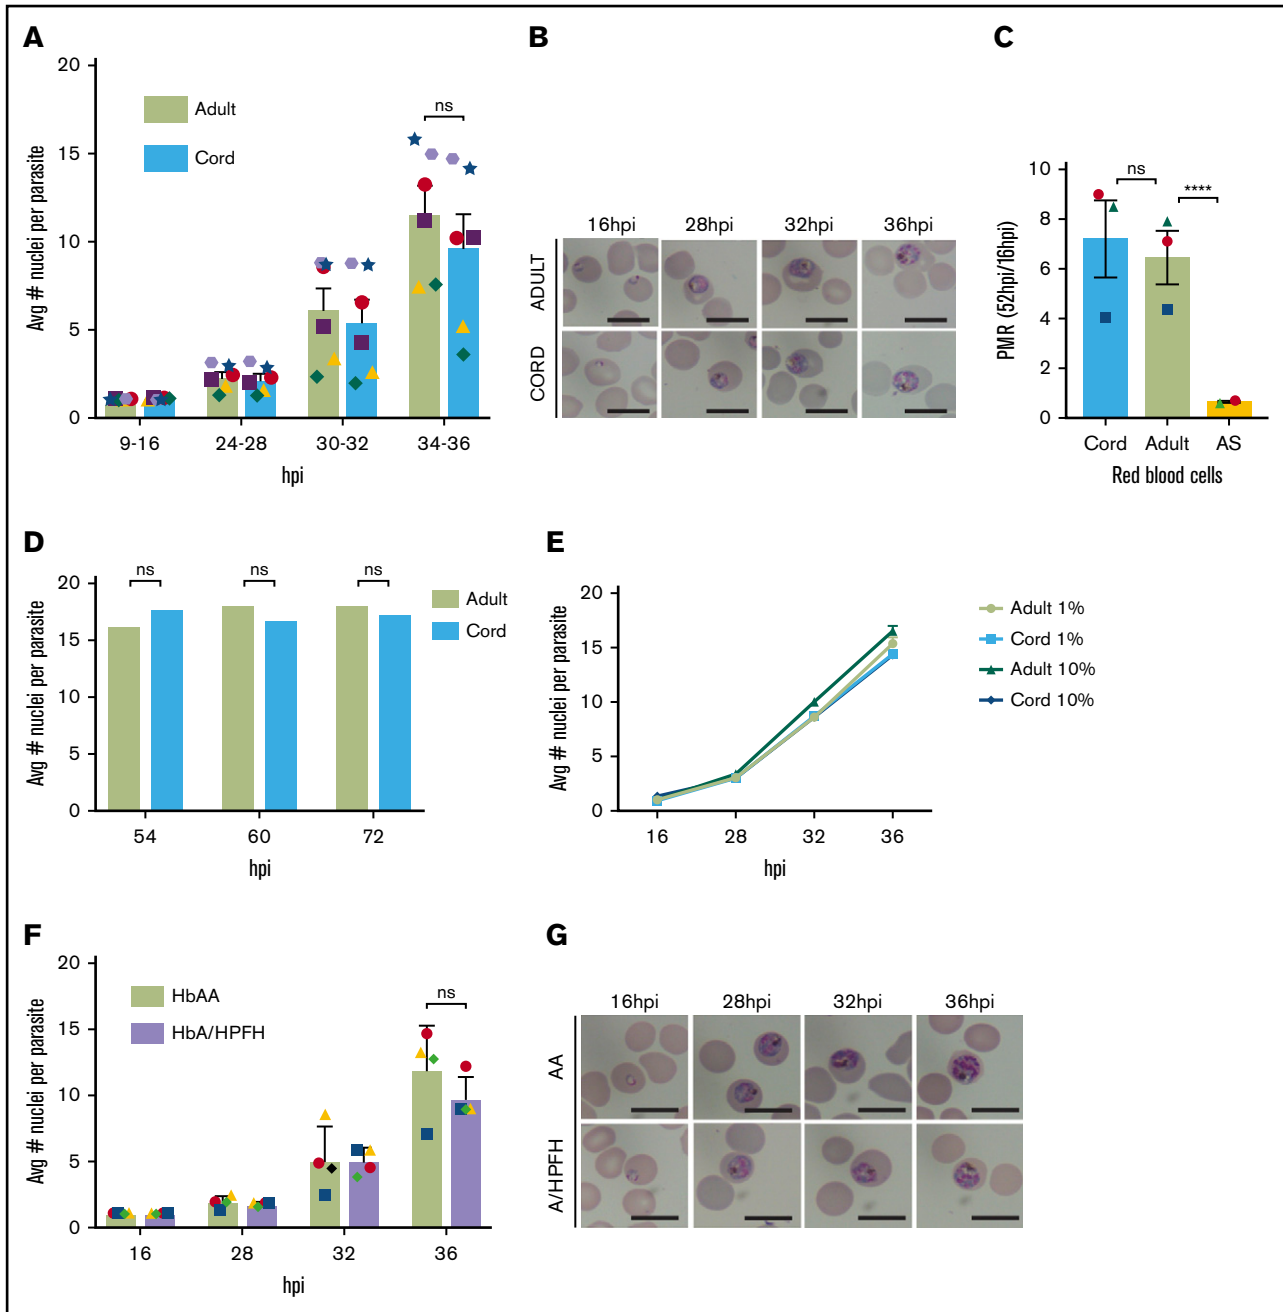 A
Avg # nuclei per parasite
20
15
10
5
0
Adult
Cord
ns
9-16
24-28
30-32
34-36
hpi
B
16hpi
28hpi
32hpi
36hpi
ADULT
CORD
C
PMR (52hpi/16hpi)
10
8
6
4
2
0
ns
****
Cord
Adult
AS
Red blood cells
D
Avg # nuclei per parasite
20
15
10
5
0
ns
ns
ns
Adult
Cord
54
60
72
hpi
E
Avg # nuclei per parasite
20
15
10
5
0
16
28
32
36
hpi
Adult 1%
Cord 1%
Adult 10%
Cord 10%
F
Avg # nuclei per parasite
20
15
10
5
0
HbAA
HbA/HPFH
ns
16
28
32
36
hpi
G
16hpi
28hpi
32hpi
36hpi
AA
A/HPFH